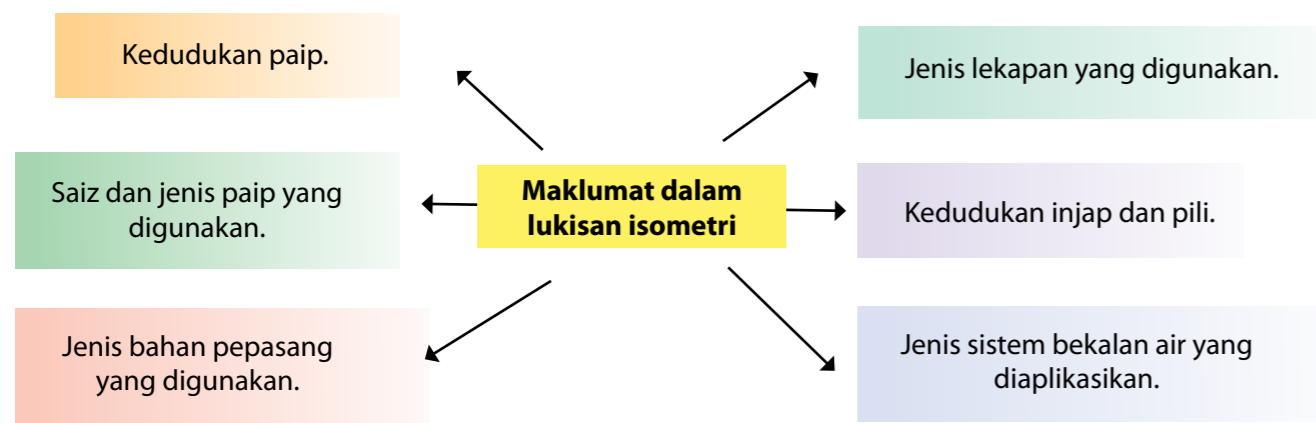 Kedudukan paip.
Jenis lekapan yang digunakan.
Saiz dan jenis paip yang
digunakan.
Maklumat dalam
lukisan isometri
Kedudukan injap dan pili.
Jenis bahan pepasang
yang digunakan.
Jenis sistem bekalan air yang
diaplikasikan.